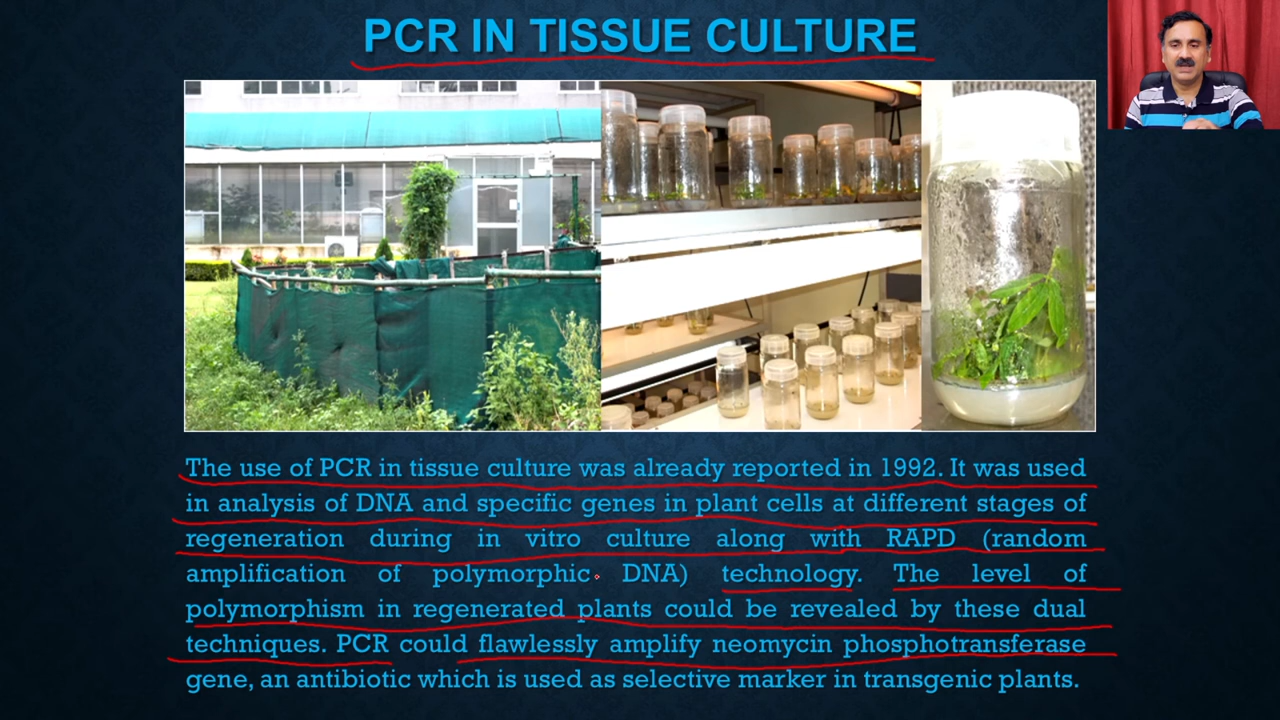 PCR IN TISSUE CULTURE
The use of PCR in tissue culture was already reported in 1992. It was used
in analysis of DNA and specific genes in plant cells at different stages of
regeneration during in vitro culture along with RAPD (random
amplification of polymorphic DNA) technology. The level of
polymorphism in regenerated plants could be revealed by these dual
techniques. PCR could flawlessly amplify neomycin phosphotransferase
gene, an antibiotic which is used as selective marker in transgenic plants.